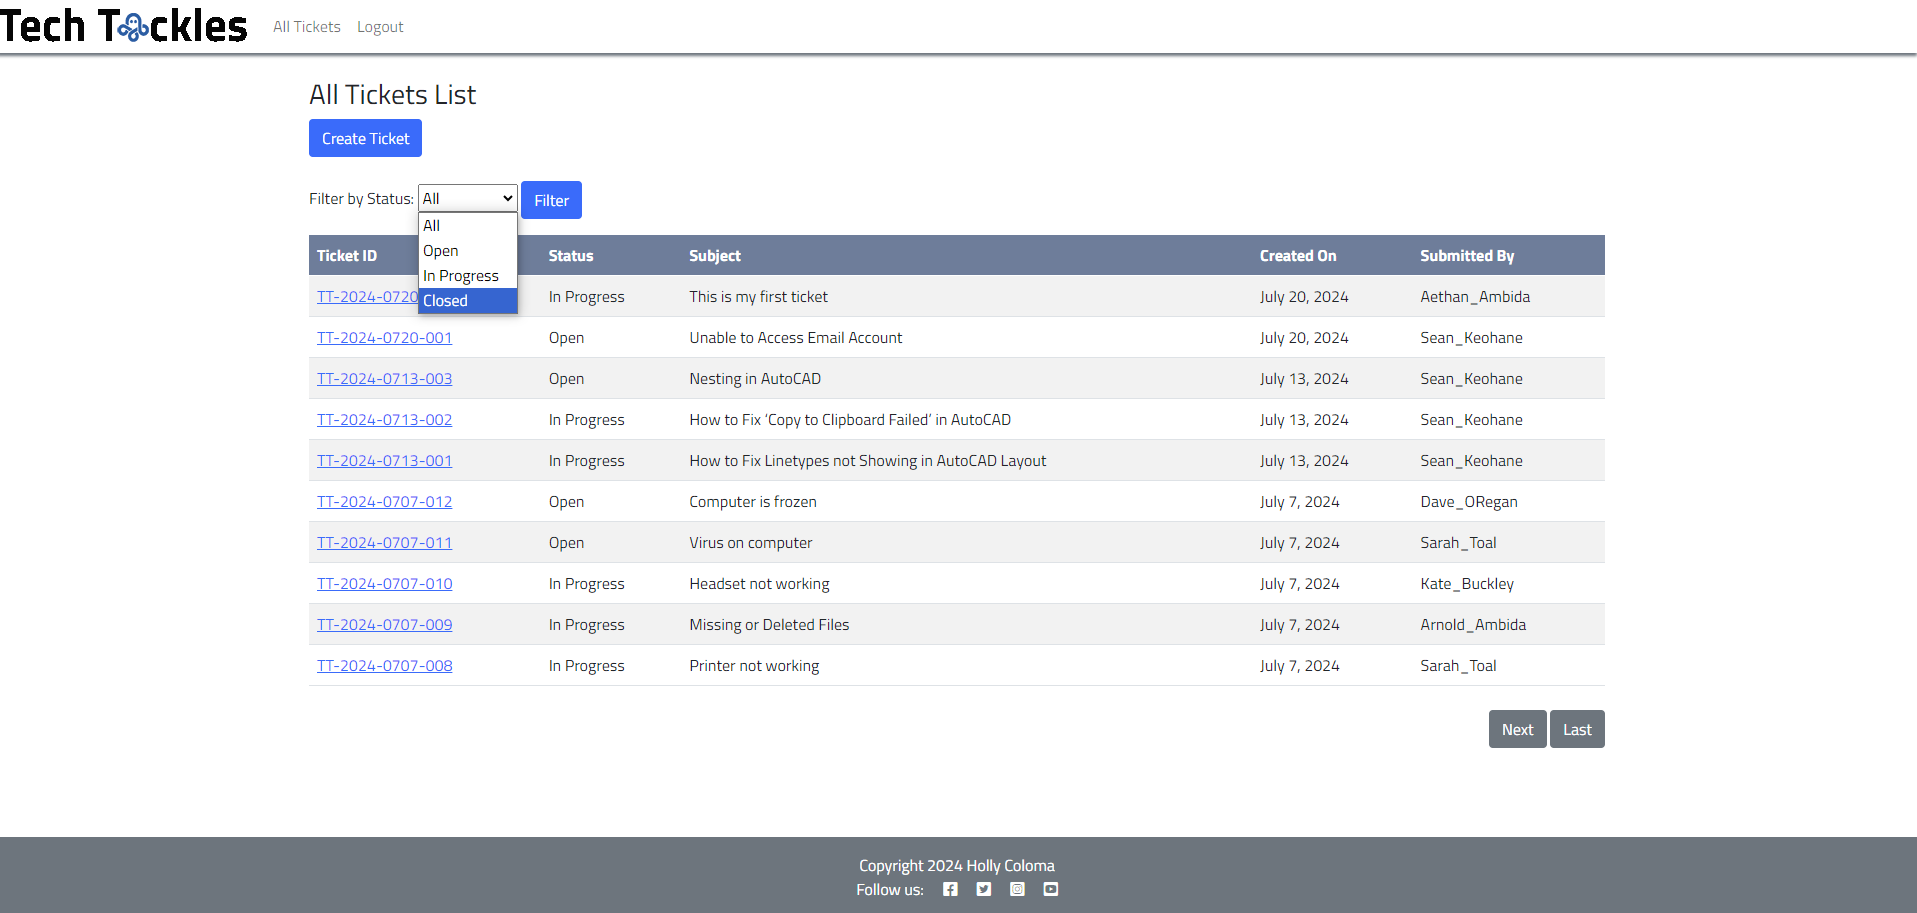 Tech Tackles All Tickets Logout
All Tickets List
Create Ticket
Filter by Status: All Filter
All
Open
In Progress
Closed
Ticket ID Status Subject Created On Submitted By
TT-2024-0720 In Progress This is my first ticket July 20, 2024 Aethan_Ambida
TT-2024-0720-001 Open Unable to Access Email Account July 20, 2024 Sean_Keohane
TT-2024-0713-003 Open Nesting in AutoCAD July 13, 2024 Sean_Keohane
TT-2024-0713-002 In Progress How to Fix ‘Copy to Clipboard Failed’ in AutoCAD July 13, 2024 Sean_Keohane
TT-2024-0713-001 In Progress How to Fix Linetypes not Showing in AutoCAD Layout July 13, 2024 Sean_Keohane
TT-2024-0707-012 Open Computer is frozen July 7, 2024 Dave_ORegan
TT-2024-0707-011 Open Virus on computer July 7, 2024 Sarah_Toal
TT-2024-0707-010 In Progress Headset not working July 7, 2024 Kate_Buckley
TT-2024-0707-009 In Progress Missing or Deleted Files July 7, 2024 Arnold_Ambida
TT-2024-0707-008 In Progress Printer not working July 7, 2024 Sarah_Toal
Next Last
Copyright 2024 Holly Coloma
Follow us: